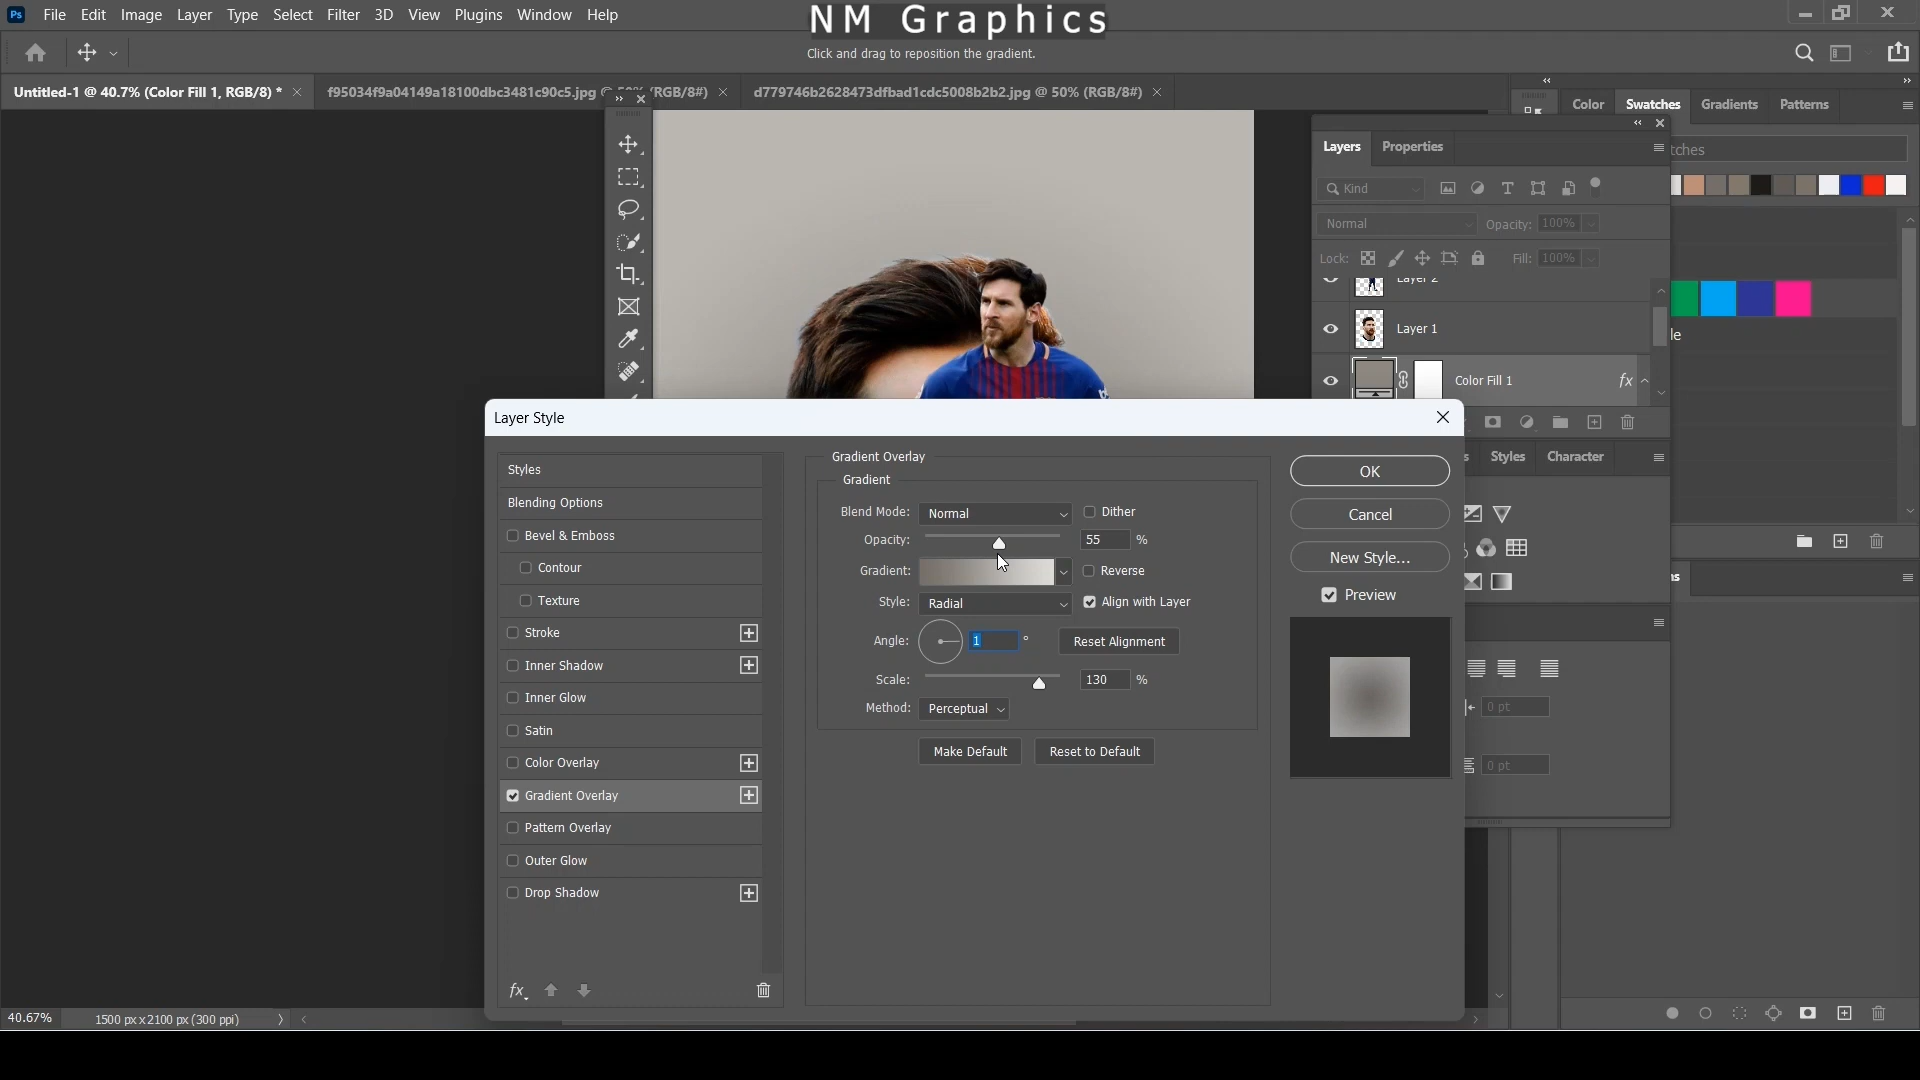 File Edit Image Layer Type Select Filter 3D View Plugins Window Help
NM Graphics
Click and drag to reposition the gradient.
Untitled-1 @ 40.7% (Color Fill 1, RGB/8) *
f95034f9a04149a18100dbc3481c90c5.jpg @ 50% (RGB/8#)
d779746b2628473dfbad1cdc5008b2b2.jpg @ 50% (RGB/8#)
Color Swatches Gradients Patterns
Layers Properties
Kind
Normal Opacity: 100%
Lock: Fill: 100%
Layer 2
Layer 1
Color Fill 1 fx
Styles Character
0 pt
0 pt
Layer Style
Styles
Blending Options
Bevel & Emboss
Contour
Texture
Stroke
Inner Shadow
Inner Glow
Satin
Color Overlay
Gradient Overlay
Pattern Overlay
Outer Glow
Drop Shadow
fx
Gradient Overlay
Gradient
Blend Mode: Normal Dither
Opacity: 55 %
Gradient: Reverse
Style: Radial Align with Layer
Angle: 1 ° Reset Alignment
Scale: 130 %
Method: Perceptual
Make Default Reset to Default
OK
Cancel
New Style...
Preview
40.67% 1500 px x 2100 px (300 ppi)